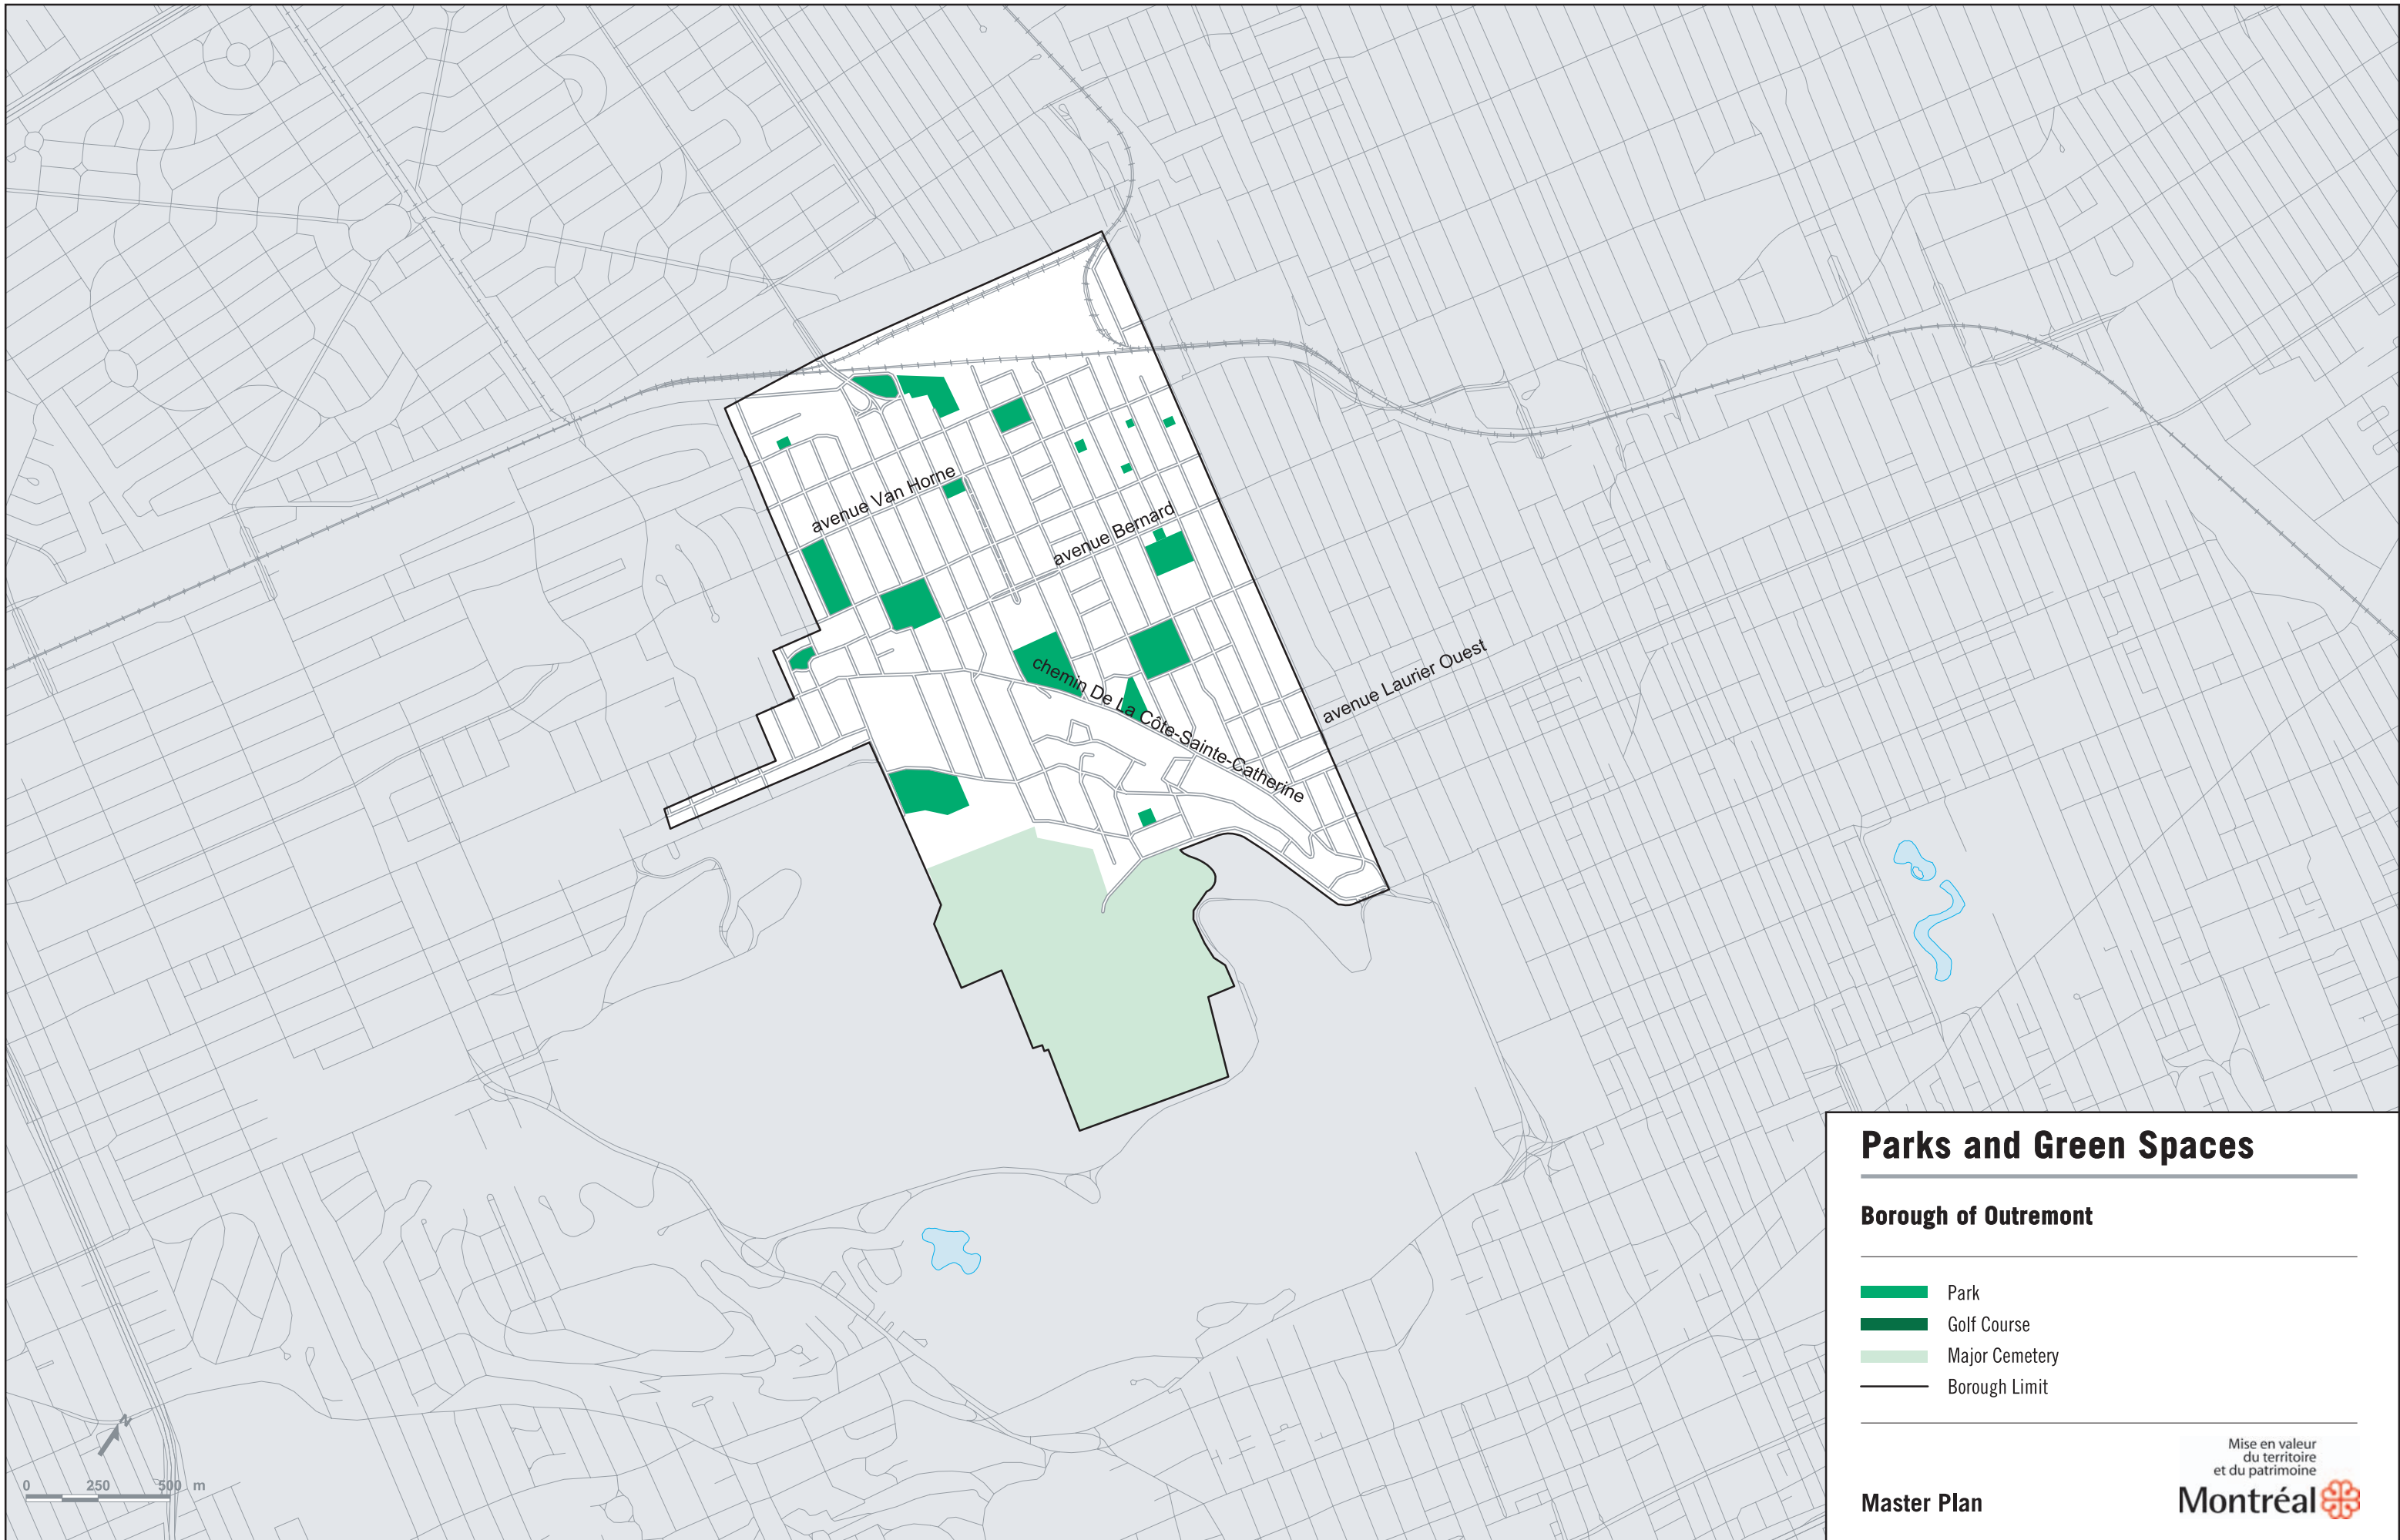 avenue Van Horne
avenue Bernard
chemin De La Côte-Sainte-Catherine
avenue Laurier Ouest
N
0 250 500 m
Parks and Green Spaces
Borough of Outremont
Park
Golf Course
Major Cemetery
Borough Limit
Mise en valeur
du territoire
et du patrimoine
Master Plan
Montréal